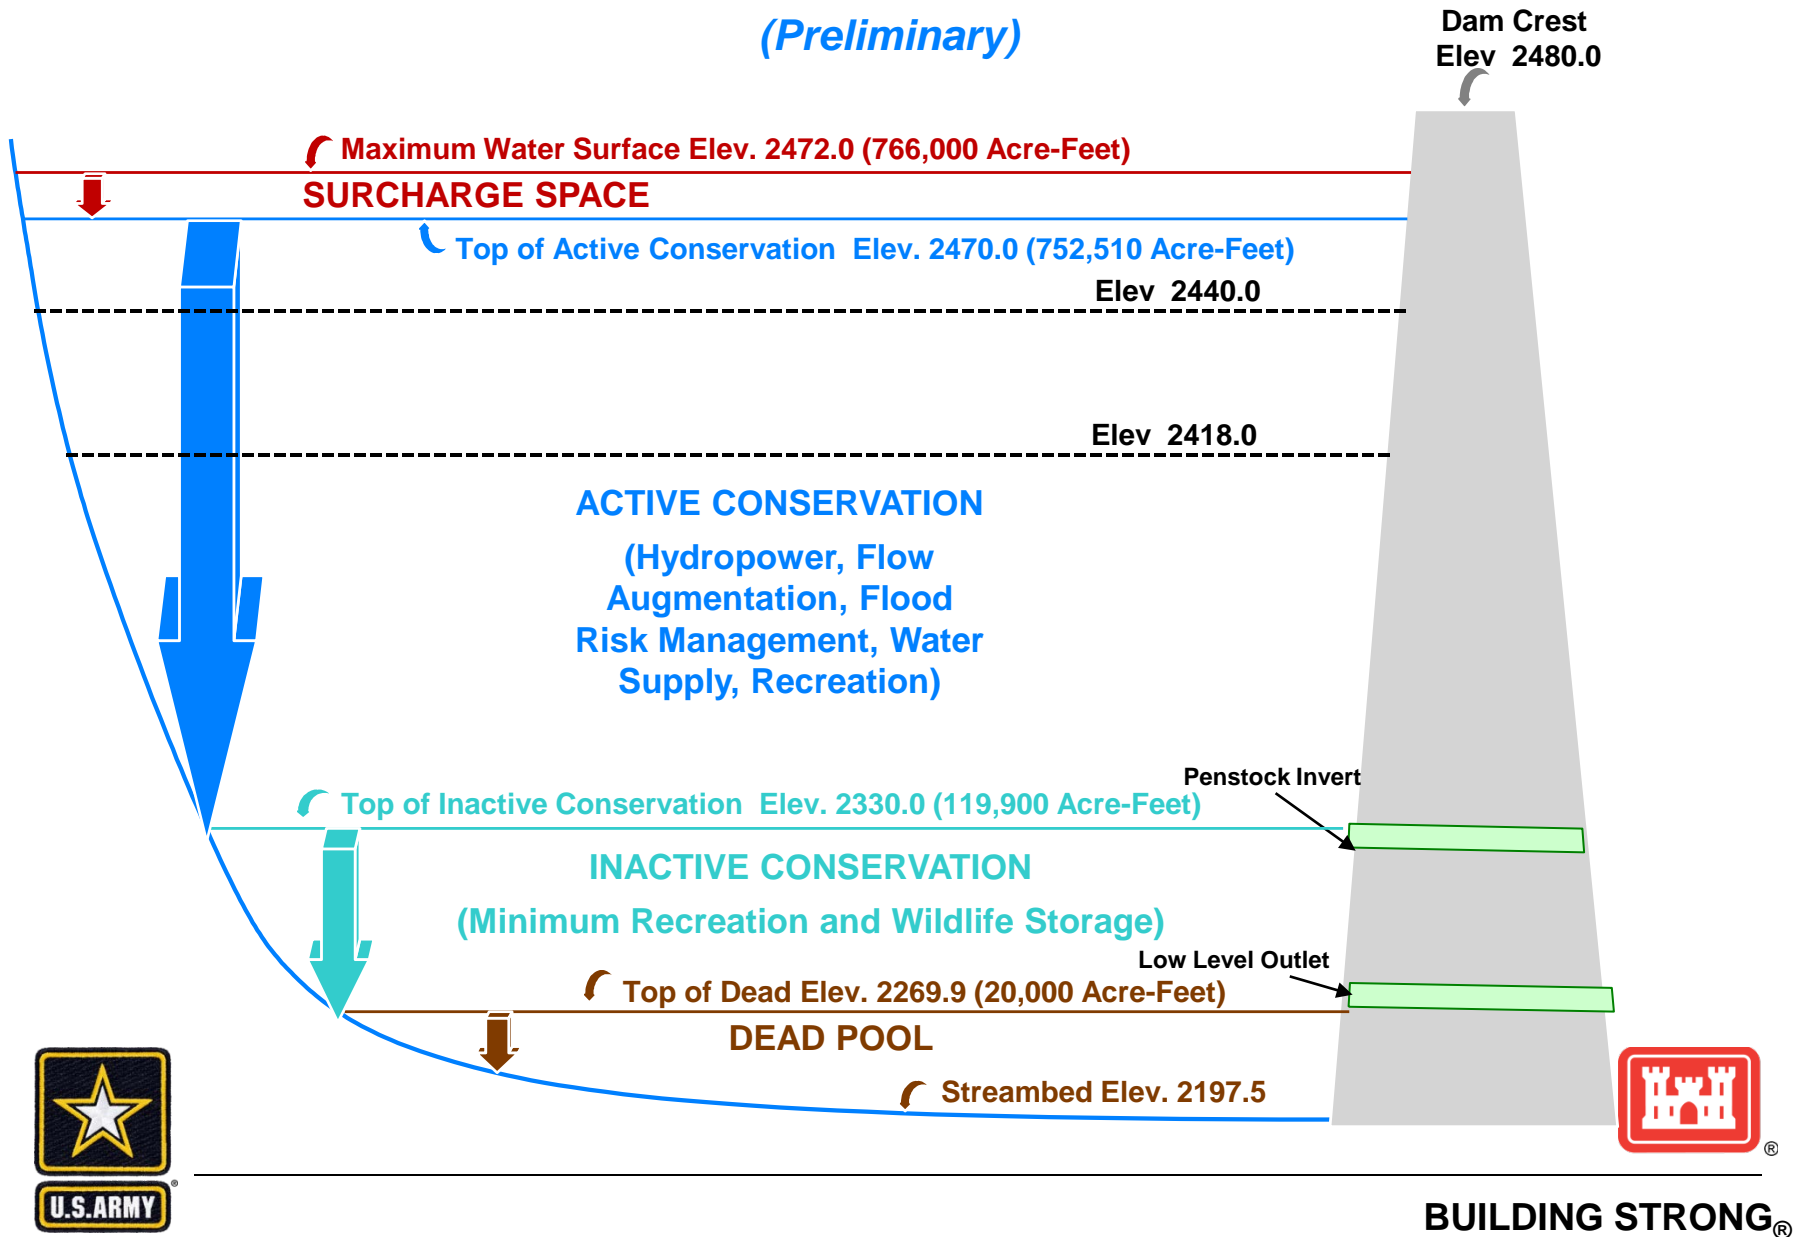 (Preliminary)
Dam Crest
Elev 2480.0
Maximum Water Surface Elev. 2472.0 (766,000 Acre-Feet)
SURCHARGE SPACE
Top of Active Conservation Elev. 2470.0 (752,510 Acre-Feet)
Elev 2440.0
Elev 2418.0
ACTIVE CONSERVATION
(Hydropower, Flow
Augmentation, Flood
Risk Management, Water
Supply, Recreation)
Penstock Invert
Top of Inactive Conservation Elev. 2330.0 (119,900 Acre-Feet)
INACTIVE CONSERVATION
(Minimum Recreation and Wildlife Storage)
Low Level Outlet
Top of Dead Elev. 2269.9 (20,000 Acre-Feet)
DEAD POOL
Streambed Elev. 2197.5
®
®
U.S.ARMY
BUILDING STRONG®